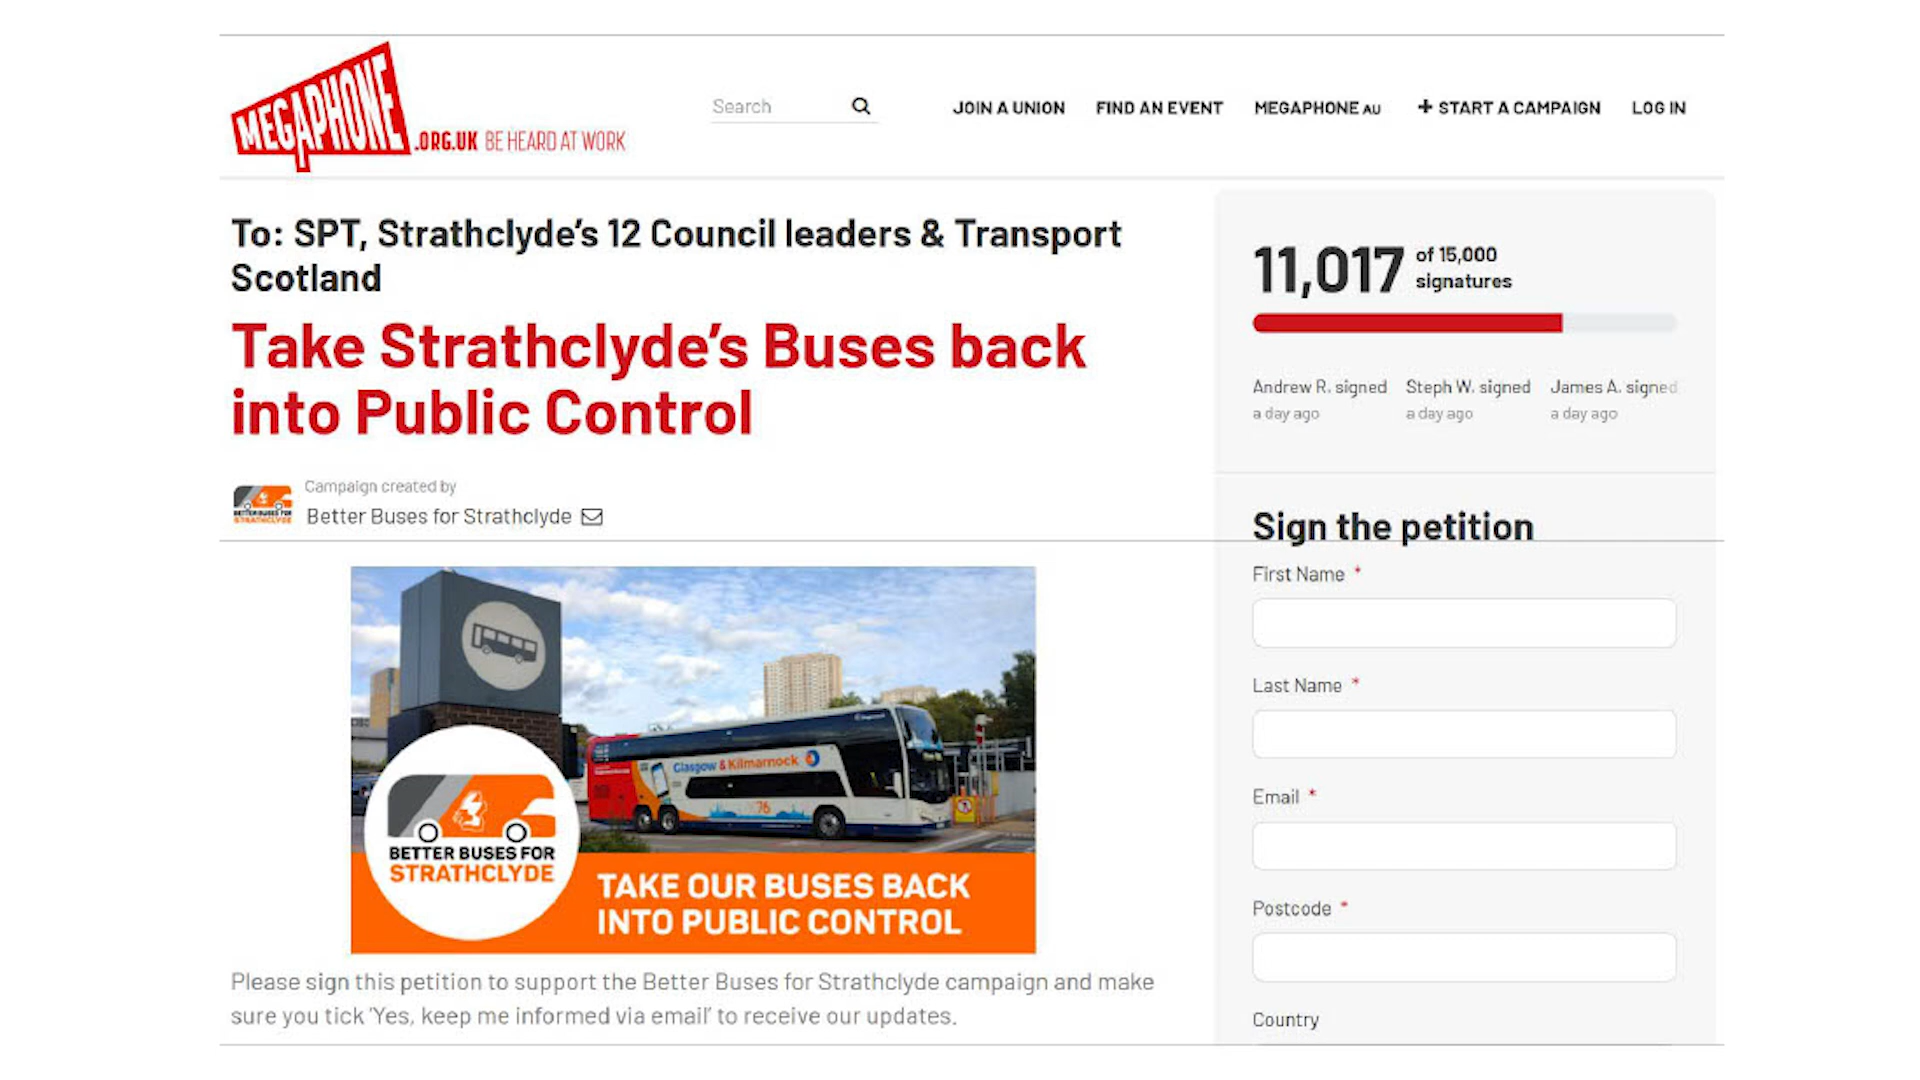 MEGAPHONE
.ORG.UK BE HEARD AT WORK
Search
JOIN A UNION
FIND AN EVENT
MEGAPHONE AU
+ START A CAMPAIGN
LOG IN
To: SPT, Strathclyde's 12 Council leaders & Transport
Scotland
Take Strathclyde's Buses back
into Public Control
Campaign created by
Better Buses for Strathclyde
BETTER BUSES FOR
STRATHCLYDE
Glasgow & Kilmarnock
76
BETTER BUSES FOR
STRATHCLYDE
TAKE OUR BUSES BACK
INTO PUBLIC CONTROL
Please sign this petition to support the Better Buses for Strathclyde campaign and make
sure you tick 'Yes, keep me informed via email' to receive our updates.
11,017 of 15,000
signatures
Andrew R. signed
a day ago
Steph W. signed
a day ago
James A. signed
a day ago
Sign the petition
First Name *
Last Name *
Email *
Postcode *
Country